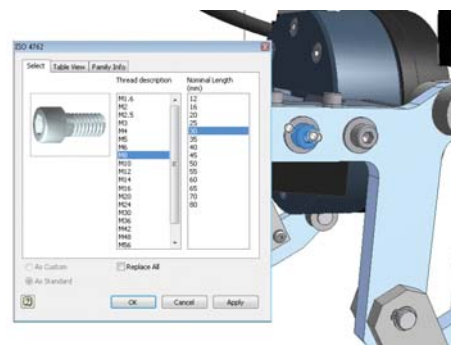 ISO 4762
Select Table View Family Info
Thread description
Nominal Length
(mm)
M1.6
M2
M2.5
M3
M4
M5
M6
M8
M10
M12
M14
M16
M20
M24
M30
M36
M42
M48
M56
12
16
20
25
30
35
40
45
50
55
60
65
70
80
As Custom
Replace All
As Standard
?
OK Cancel Apply